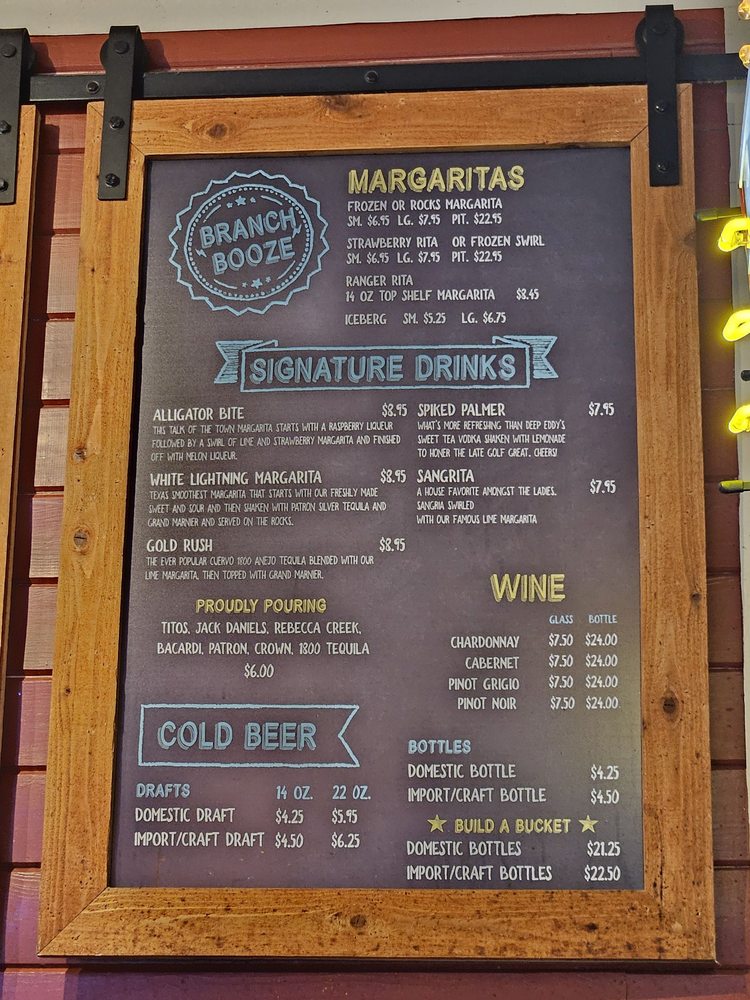 BRANCH
BOOZE
MARGARITAS
FROZEN OR ROCKS MARGARITA
SM. $6.95 LG. $7.95 PIT. $22.95
STRAWBERRY RITA OR FROZEN SWIRL
SM. $6.95 LG. $7.95 PIT. $22.95
RANGER RITA
14 OZ TOP SHELF MARGARITA $8.45
ICEBERG SM. $5.25 LG. $6.75
SIGNATURE DRINKS
ALLIGATOR BITE $8.95
THIS TALK OF THE TOWN MARGARITA STARTS WITH A RASPBERRY LIQUEUR
FOLLOWED BY A SWIRL OF LIME AND STRAWBERRY MARGARITA AND FINISHED
OFF WITH MELON LIQUEUR.
WHITE LIGHTNING MARGARITA $8.95
TEXAS SMOOTHEST MARGARITA THAT STARTS WITH OUR FRESHLY MADE
SWEET AND SOUR AND THEN SHAKEN WITH PATRON SILVER TEQUILA AND
GRAND MARNIER AND SERVED ON THE ROCKS.
GOLD RUSH $8.95
THE EVER POPULAR CUERVO 1800 ANEJO TEQUILA BLENDED WITH OUR
LIME MARGARITA, THEN TOPPED WITH GRAND MARNIER.
SPIKED PALMER $7.95
WHAT'S MORE REFRESHING THAN DEEP EDDY'S
SWEET TEA VODKA SHAKEN WITH LEMONADE
TO HONER THE LATE GOLF GREAT. CHEERS!
SANGRITA $7.95
A HOUSE FAVORITE AMONGST THE LADIES.
SANGRIA SWIRLED
WITH OUR FAMOUS LIME MARGARITA
PROUDLY POURING
TITOS, JACK DANIELS, REBECCA CREEK,
BACARDI, PATRON, CROWN, 1800 TEQUILA
$6.00
WINE
GLASS BOTTLE
CHARDONNAY $7.50 $24.00
CABERNET $7.50 $24.00
PINOT GRIGIO $7.50 $24.00
PINOT NOIR $7.50 $24.00
COLD BEER
DRAFTS 14 OZ. 22 OZ.
DOMESTIC DRAFT $4.25 $5.95
IMPORT/CRAFT DRAFT $4.50 $6.25
BOTTLES
DOMESTIC BOTTLE $4.25
IMPORT/CRAFT BOTTLE $4.50
BUILD A BUCKET
DOMESTIC BOTTLES $21.25
IMPORT/CRAFT BOTTLES $22.50